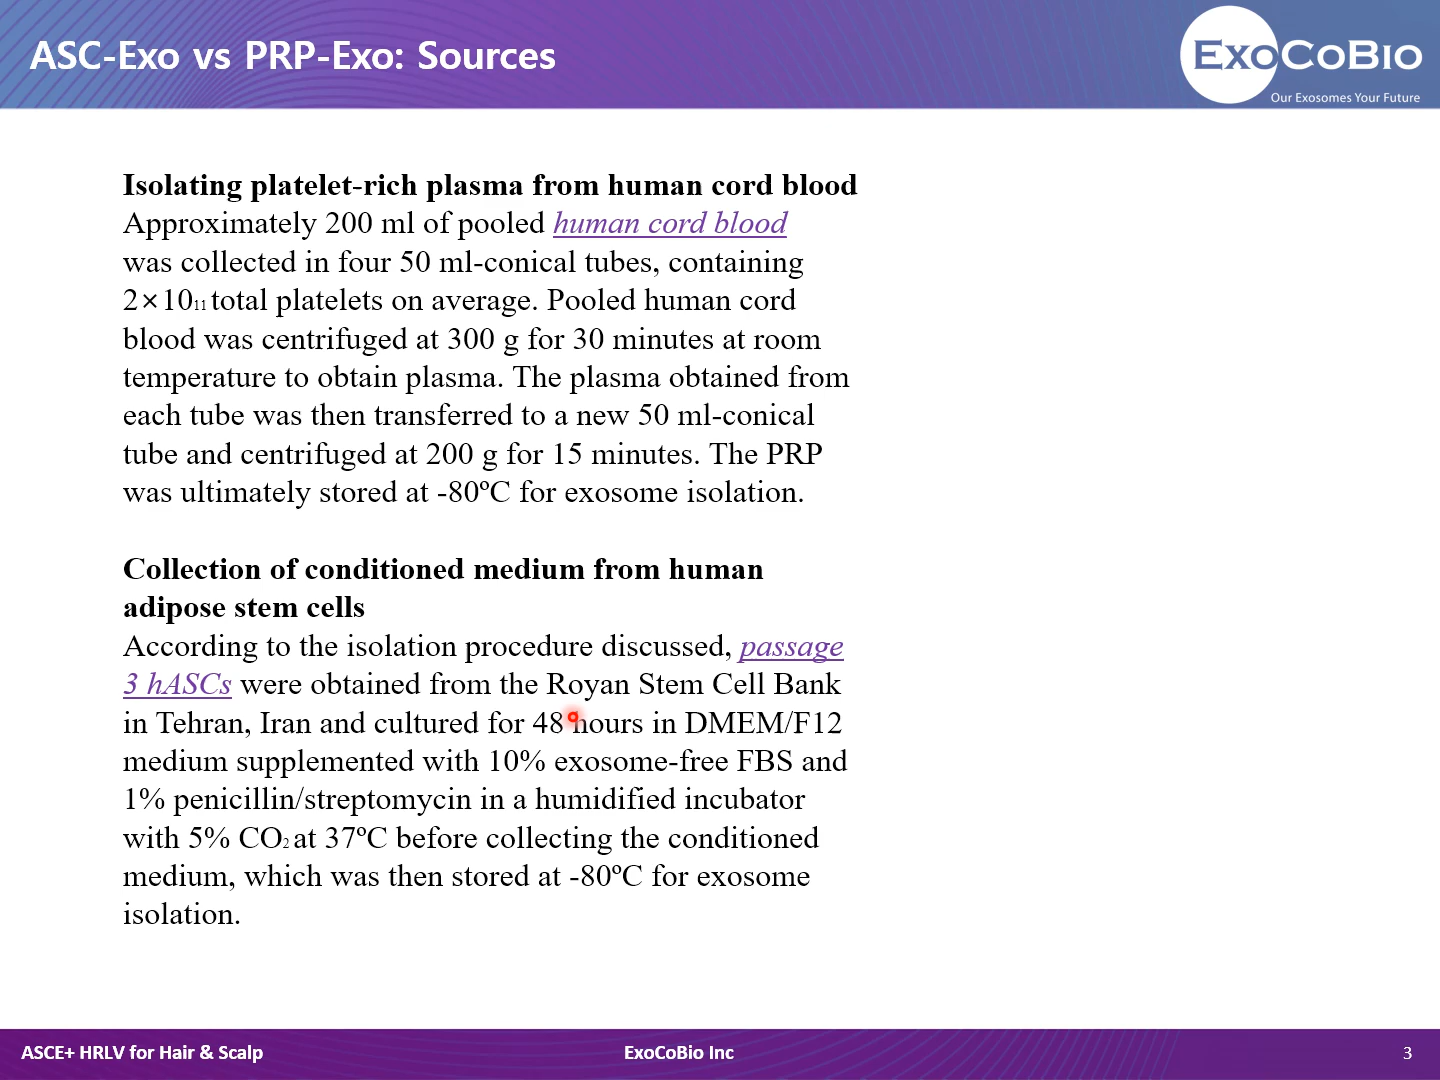 ASC-Exo vs PRP-Exo: Sources
EXOCOBIO
Our Exosomes Your Future
Isolating platelet-rich plasma from human cord blood
Approximately 200 ml of pooled human cord blood
was collected in four 50 ml-conical tubes, containing
2×10₁₁ total platelets on average. Pooled human cord
blood was centrifuged at 300 g for 30 minutes at room
temperature to obtain plasma. The plasma obtained from
each tube was then transferred to a new 50 ml-conical
tube and centrifuged at 200 g for 15 minutes. The PRP
was ultimately stored at -80ºC for exosome isolation.
Collection of conditioned medium from human
adipose stem cells
According to the isolation procedure discussed, passage
3 hASCs were obtained from the Royan Stem Cell Bank
in Tehran, Iran and cultured for 48 hours in DMEM/F12
medium supplemented with 10% exosome-free FBS and
1% penicillin/streptomycin in a humidified incubator
with 5% CO₂ at 37ºC before collecting the conditioned
medium, which was then stored at -80ºC for exosome
isolation.
ASCE+ HRLV for Hair & Scalp
ExoCoBio Inc
3